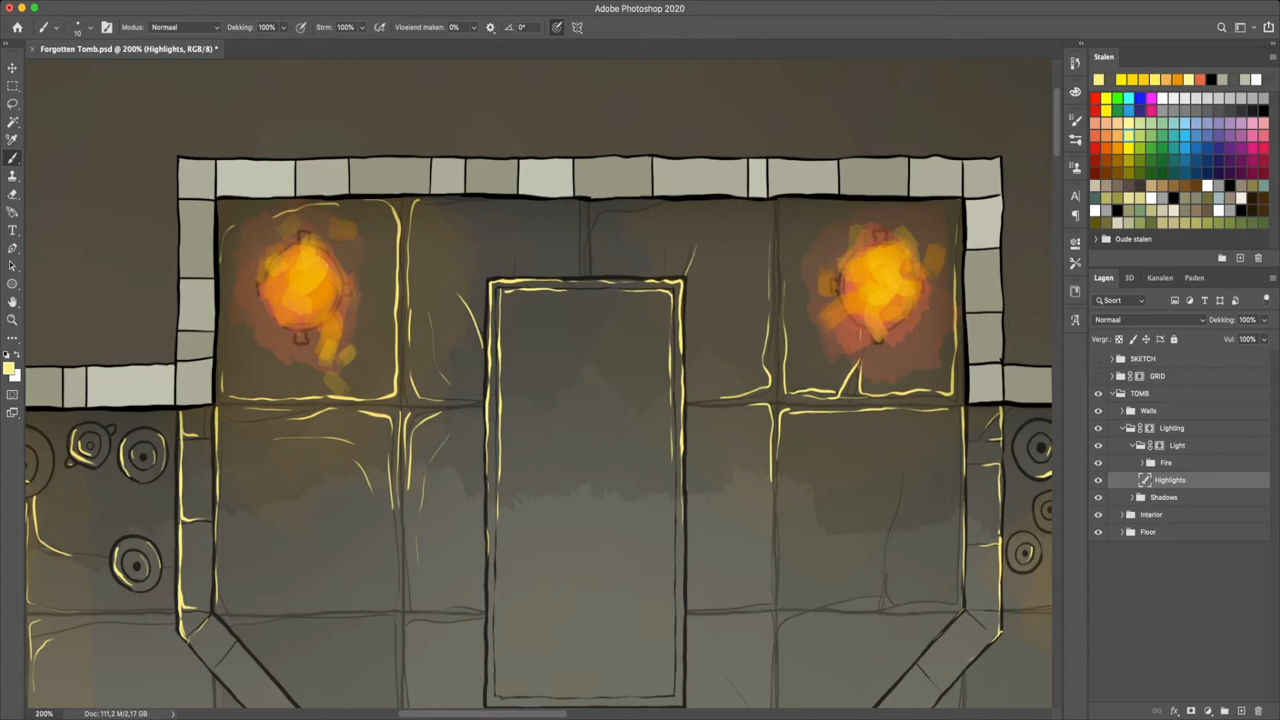 Adobe Photoshop 2020
10 Modus: Normaal Dekking: 100% Strm: 100% Vloeiend maken: 0% 0°
Forgotten Tomb.psd @ 200% (Highlights, RGB/8) *
Stalen
Oude stalen
Lagen 3D Kanalen Paden
Soort
Normaal Dekking: 100%
Vergr.: Vul: 100%
SKETCH
GRID
TOMB
Walls
Lighting
Light
Fire
Highlights
Shadows
Interior
Floor
200% Doc: 111,2 M/2,17 GB